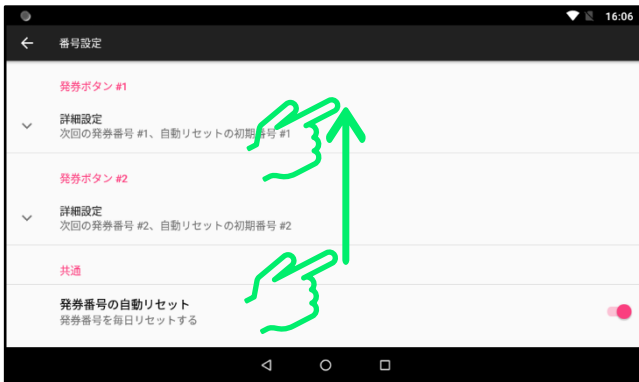 16:06
番号設定
発券ボタン #1
詳細設定
次回の発券番号 #1、自動リセットの初期番号 #1
発券ボタン #2
詳細設定
次回の発券番号 #2、自動リセットの初期番号 #2
共通
発券番号の自動リセット
発券番号を毎日リセットする